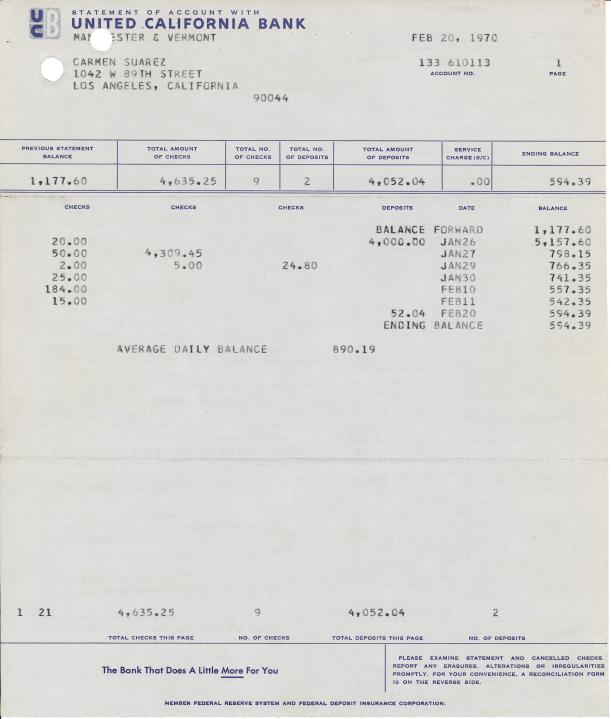 STATEMENT OF ACCOUNT WITH
UCB UNITED CALIFORNIA BANK
MAN ESTER & VERMONT FEB 20, 1970
CARMEN SUAREZ 133 610113 1
1042 W 89TH STREET ACCOUNT NO. PAGE
LOS ANGELES, CALIFORNIA
90044
PREVIOUS STATEMENT BALANCE TOTAL AMOUNT OF CHECKS TOTAL NO. OF CHECKS TOTAL NO. OF DEPOSITS TOTAL AMOUNT OF DEPOSITS SERVICE CHARGE (S/C) ENDING BALANCE
1,177.60 4,635.25 9 2 4,052.04 .00 594.39
CHECKS CHECKS CHECKS DEPOSITS DATE BALANCE
BALANCE FORWARD 1,177.60
20.00 4,000.00 JAN26 5,157.60
50.00 4,309.45 JAN27 798.15
2.00 5.00 24.80 JAN29 766.35
25.00 JAN30 741.35
184.00 FEB10 557.35
15.00 FEB11 542.35
52.04 FEB20 594.39
ENDING BALANCE 594.39
AVERAGE DAILY BALANCE 890.19
1 21 4,635.25 9 4,052.04 2
TOTAL CHECKS THIS PAGE NO. OF CHECKS TOTAL DEPOSITS THIS PAGE NO. OF DEPOSITS
The Bank That Does A Little More For You
PLEASE EXAMINE STATEMENT AND CANCELLED CHECKS.
REPORT ANY ERASURES, ALTERATIONS OR IRREGULARITIES
PROMPTLY. FOR YOUR CONVENIENCE, A RECONCILIATION FORM
IS ON THE REVERSE SIDE.
MEMBER FEDERAL RESERVE SYSTEM AND FEDERAL DEPOSIT INSURANCE CORPORATION.